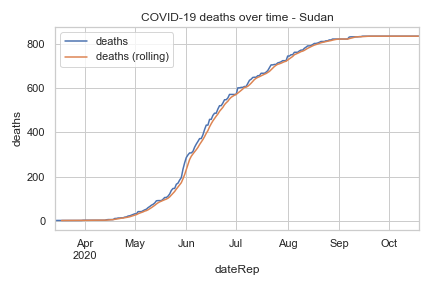 COVID-19 deaths over time - Sudan
deaths
deaths (rolling)
800
600
400
200
0
deaths
Apr
2020
May
Jun
Jul
Aug
Sep
Oct
dateRep